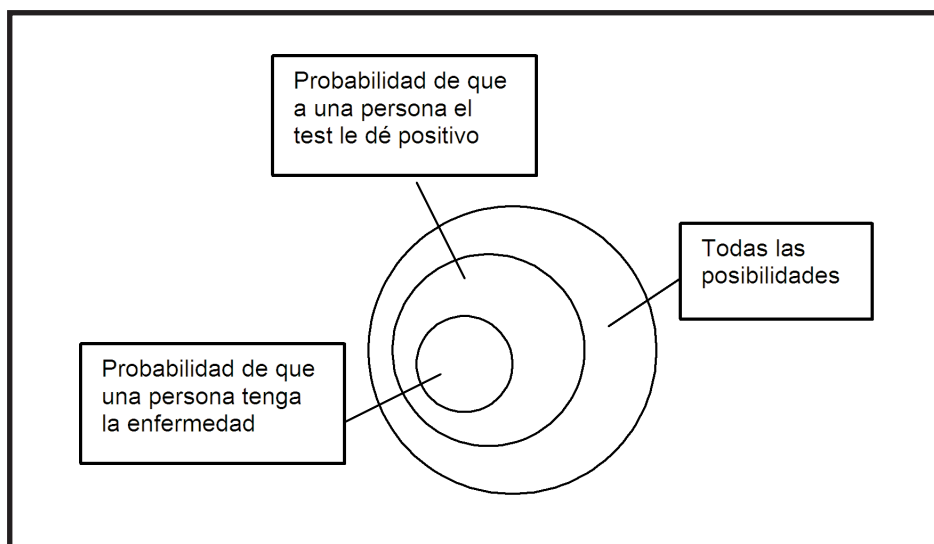 Probabilidad de que
a una persona el
test le dé positivo
Todas las
posibilidades
Probabilidad de que
una persona tenga
la enfermedad